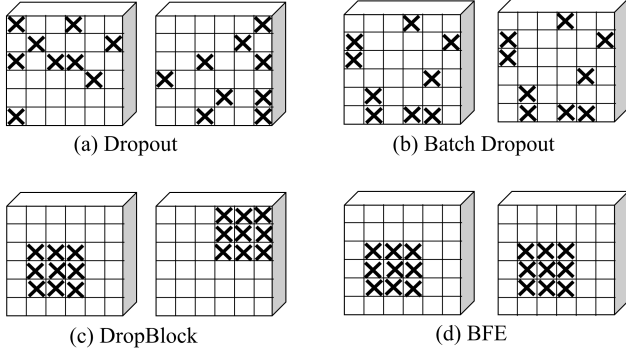 (a) Dropout
(b) Batch Dropout
(c) DropBlock
(d) BFE